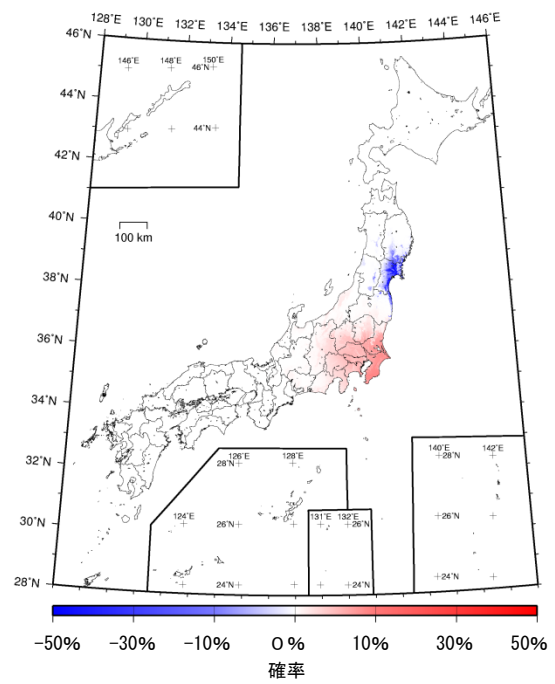 128˚E 130˚E 132˚E 134˚E 136˚E 138˚E 140˚E 142˚E 144˚E 146˚E
46˚N
146˚E 148˚E 150˚E
46˚N
44˚N
44˚N
42˚N
40˚N
100 km
38˚N
36˚N
34˚N
32˚N
126˚E 128˚E
28˚N
140˚E 142˚E
28˚N
30˚N
124˚E
26˚N
131˚E 132˚E
26˚N
26˚N
28˚N
24˚N
24˚N
24˚N
-50% -30% -10% 0% 10% 30% 50%
確率